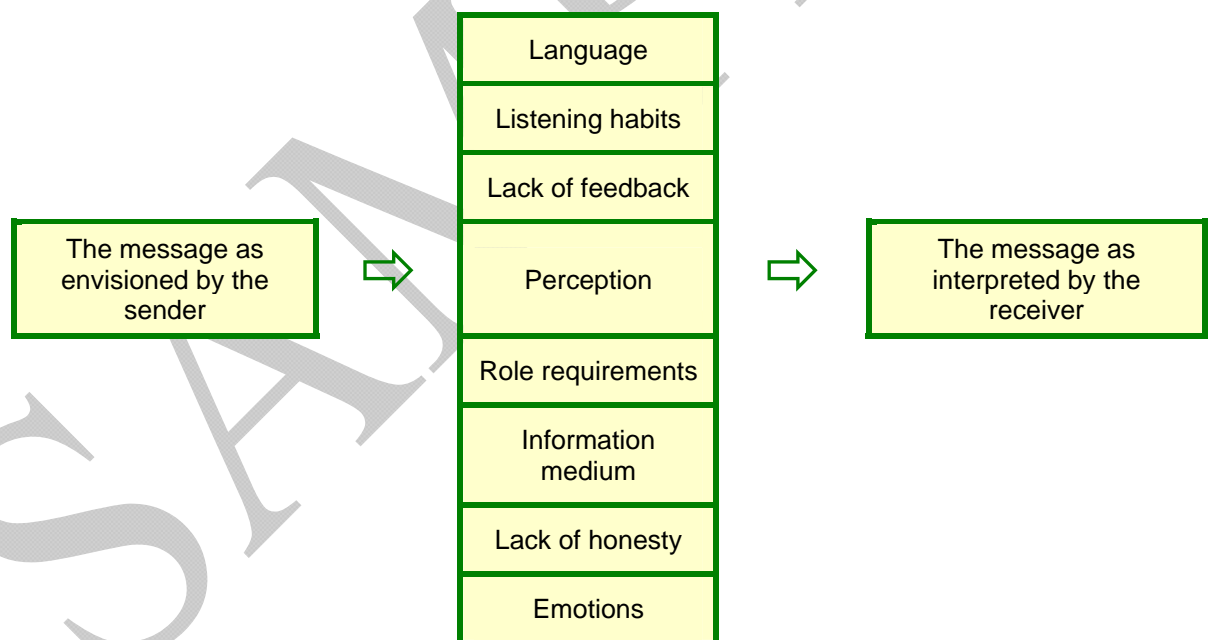 Language
Listening habits
Lack of feedback
The message as
envisioned by the
sender
Perception
The message as
interpreted by the
receiver
Role requirements
Information
medium
Lack of honesty
Emotions